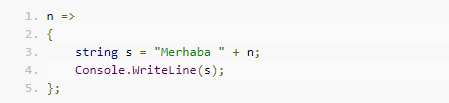 1. n =>
2. {
3.     string s = "Merhaba " + n;
4.     Console.WriteLine(s);
5. };